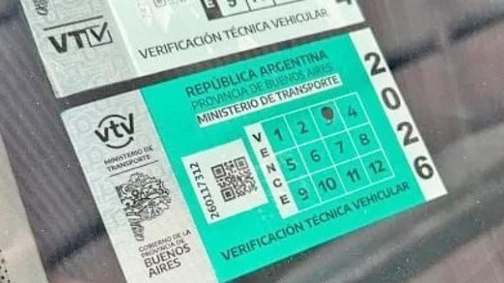 E 9
VTV
VERIFICACIÓN TÉCNICA VEHICULAR
REPÚBLICA ARGENTINA
PROVINCIA DE BUENOS AIRES
MINISTERIO DE TRANSPORTE
2026
vtv
MINISTERIO DE
TRANSPORTE
GOBIERNO DE LA
PROVINCIA DE
BUENOS
AIRES
260117312
VENCE
1 2 4
5 6 7 8
9 10 11 12
VERIFICACIÓN TÉCNICA VEHICULAR